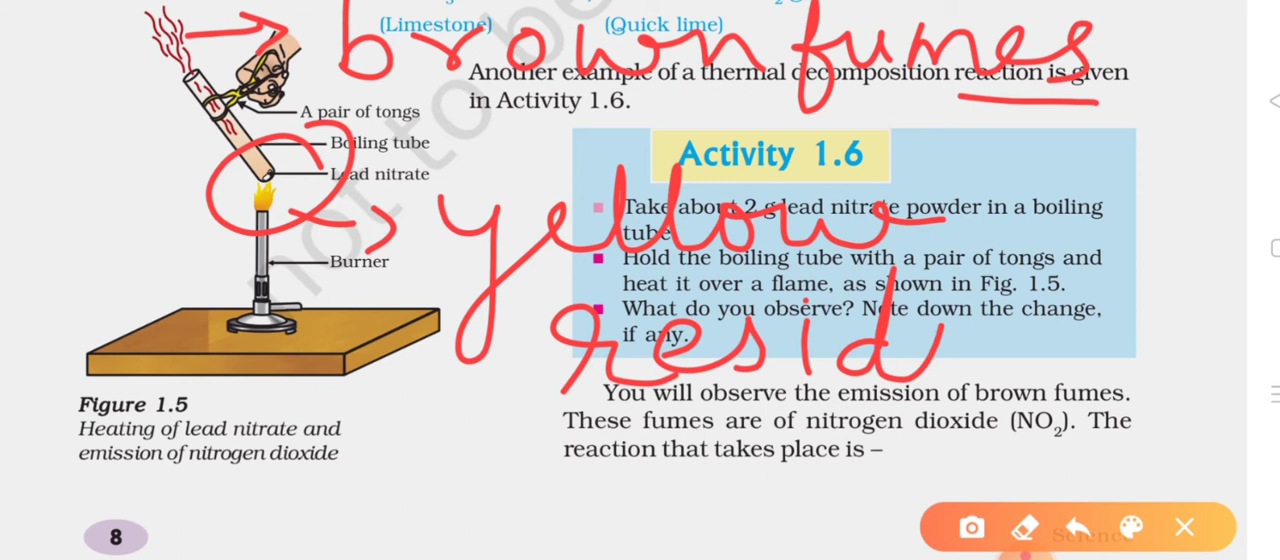 (Limestone)
(Quick lime)
brown fumes
Another example of a thermal decomposition reaction is given
in Activity 1.6.
A pair of tongs
Boiling tube
Lead nitrate
Burner
Activity 1.6
Take about 2 g lead nitrate powder in a boiling
tube
Hold the boiling tube with a pair of tongs and
heat it over a flame, as shown in Fig. 1.5.
What do you observe? Note down the change,
if any.
yellow
resid
You will observe the emission of brown fumes.
These fumes are of nitrogen dioxide (NO₂). The
reaction that takes place is –
Figure 1.5
Heating of lead nitrate and
emission of nitrogen dioxide
8
Science
not to be